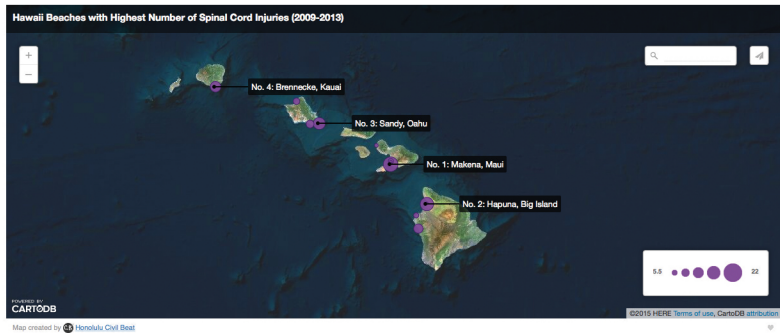 Hawaii Beaches with Highest Number of Spinal Cord Injuries (2009-2013)
+
−
No. 4: Brennecke, Kauai
No. 3: Sandy, Oahu
No. 1: Makena, Maui
No. 2: Hapuna, Big Island
5.5
22
POWERED BY
CARTODB
©2015 HERE Terms of use, CartoDB attribution
Map created by CB Honolulu Civil Beat